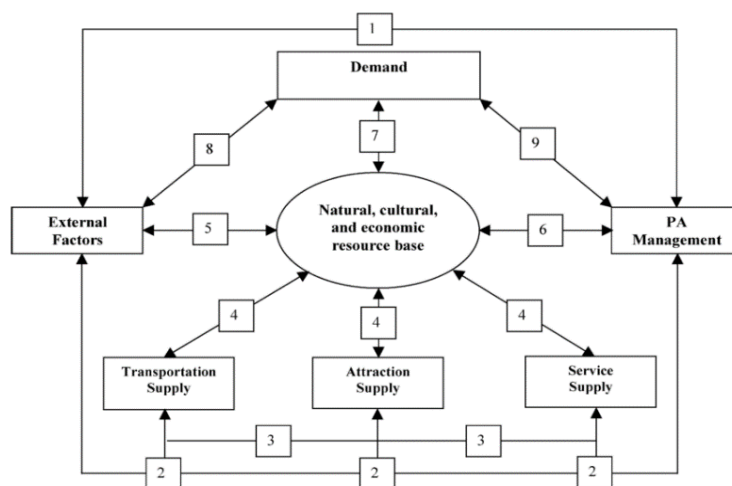 1
Demand
8
7
9
External
Factors
5
Natural, cultural,
and economic
resource base
6
PA
Management
4
4
4
Transportation
Supply
Attraction
Supply
Service
Supply
3
3
2
2
2